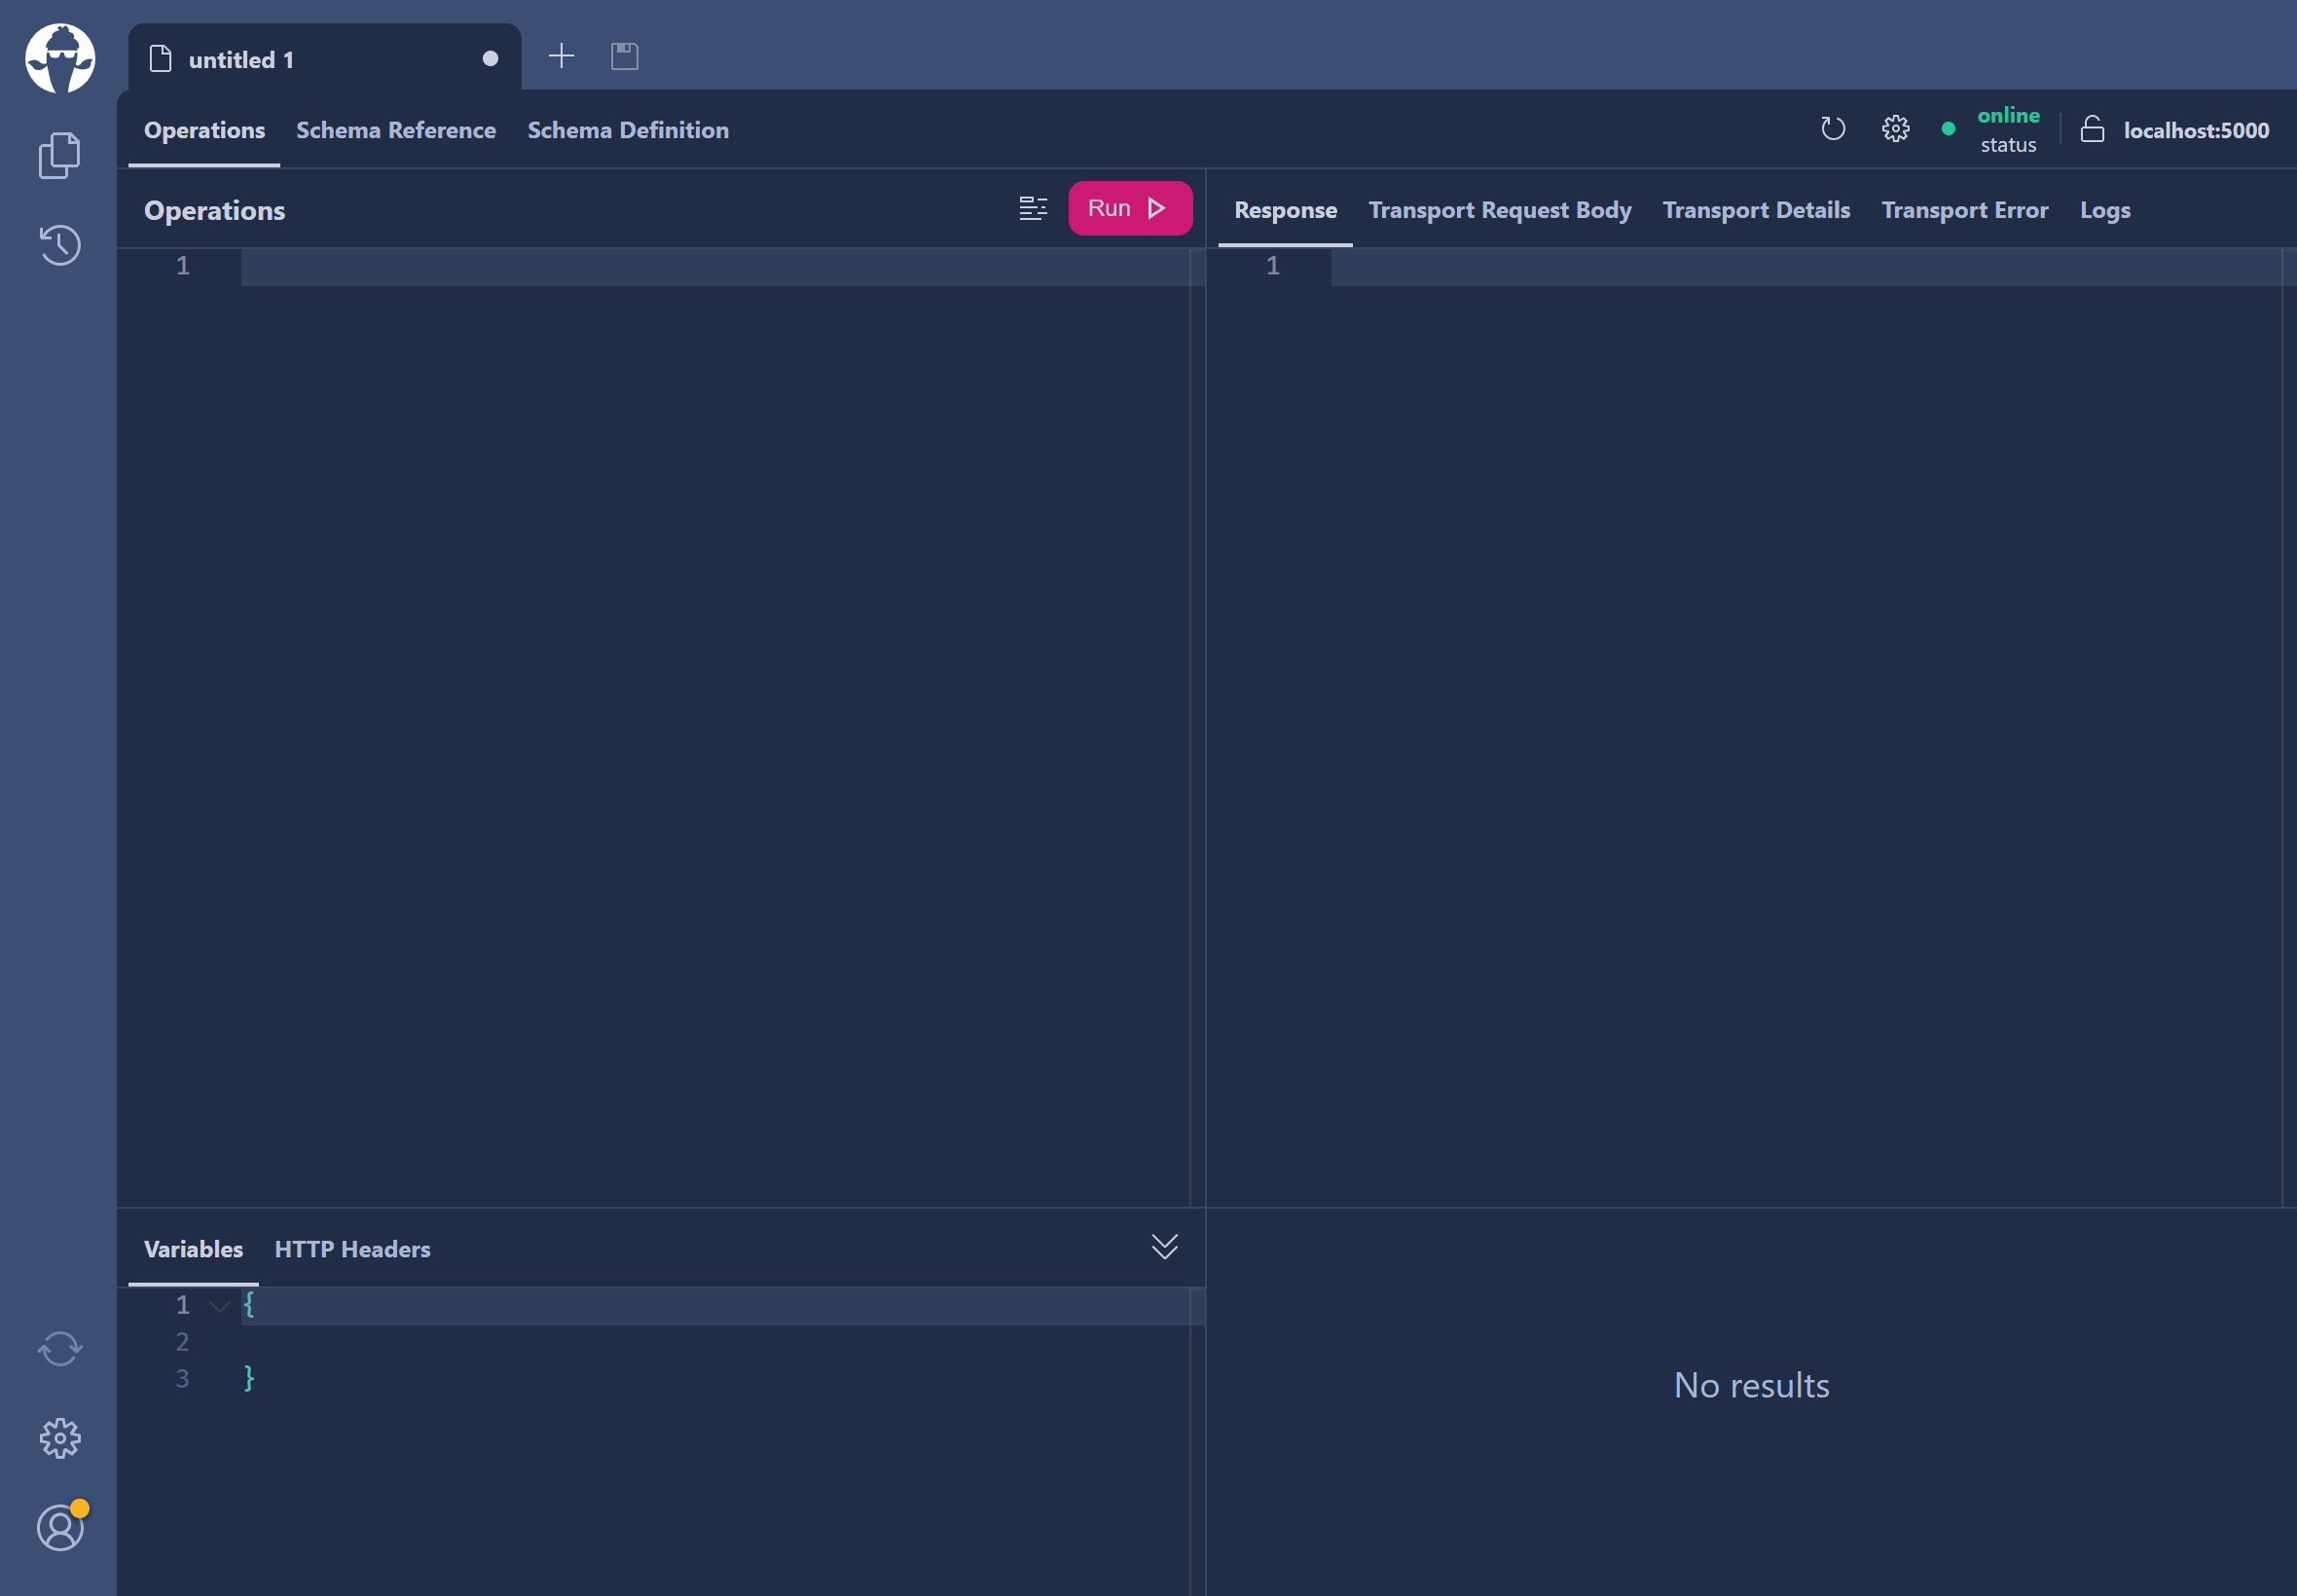 untitled 1
Operations Schema Reference Schema Definition
online
status
localhost:5000
Operations
Run
Response Transport Request Body Transport Details Transport Error Logs
1
1
Variables HTTP Headers
1 {
2
3 }
No results